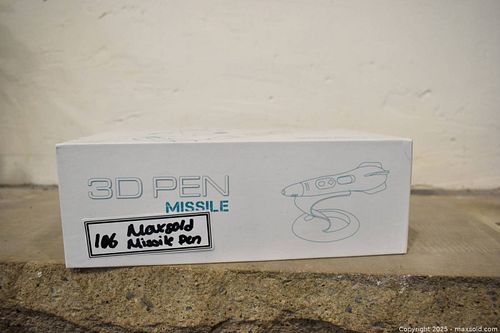 3D PEN
MISSILE
106 Maxsold
Missile Pen
Copyright 2025 - maxsold.com